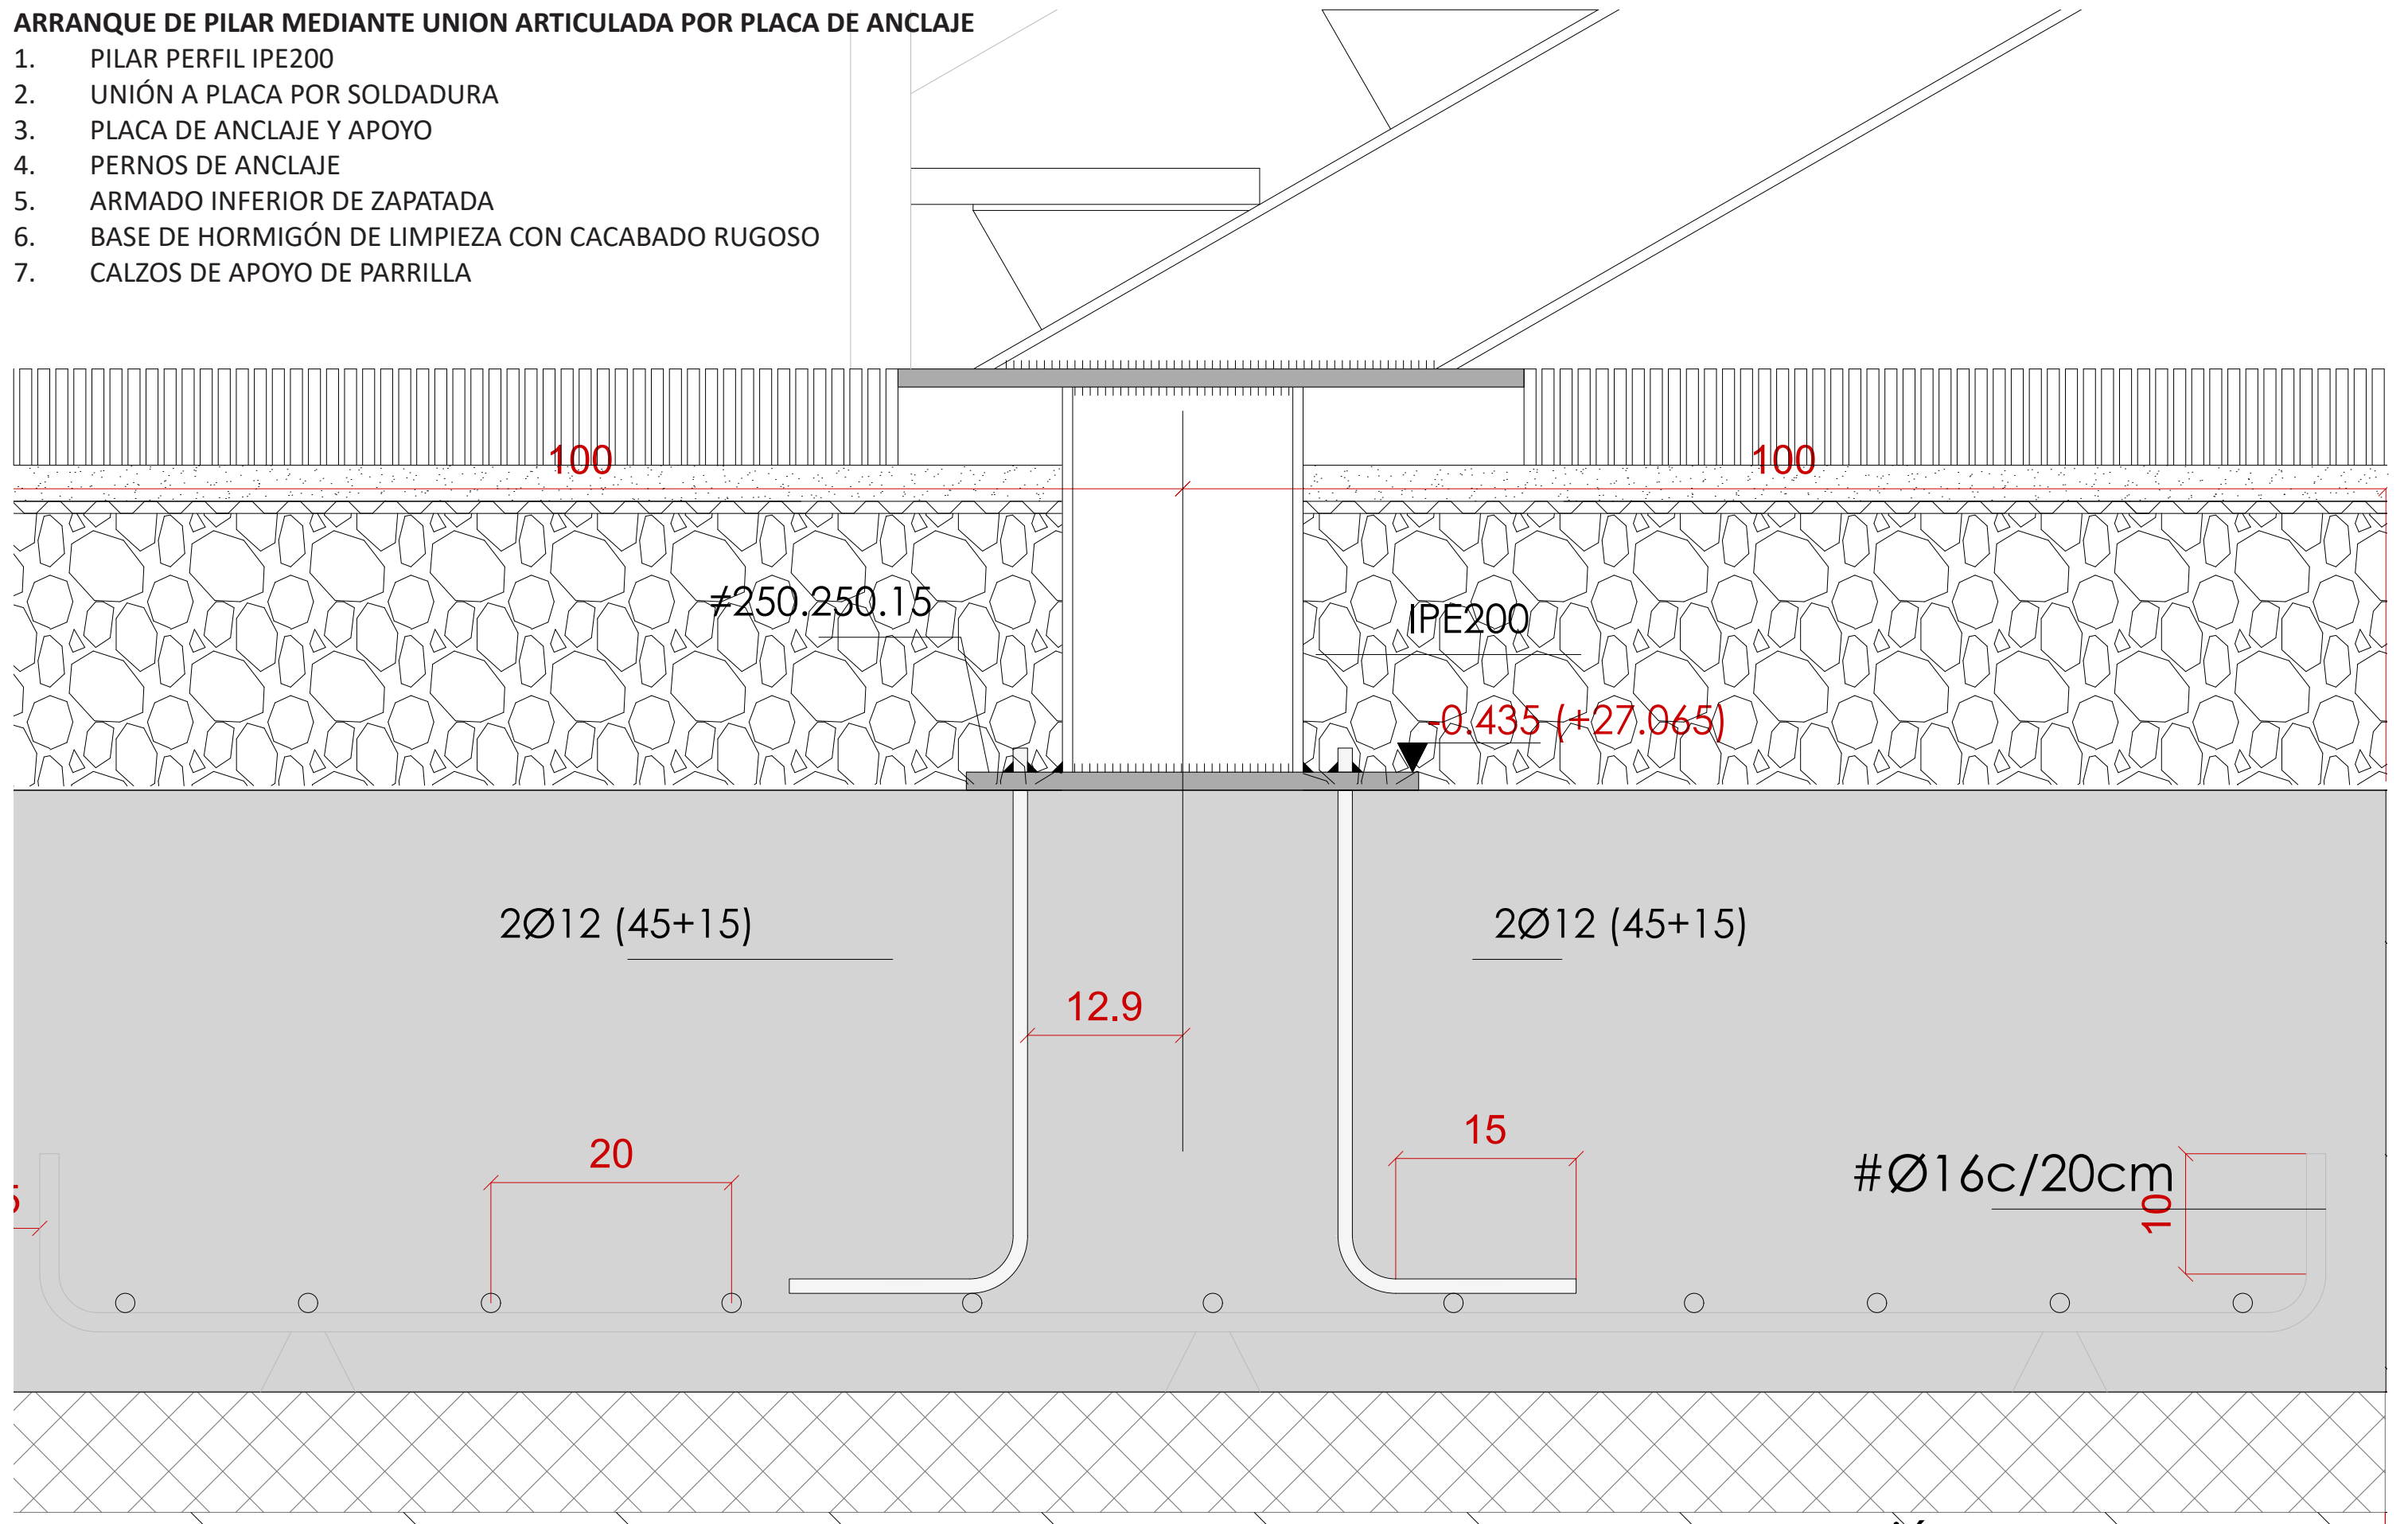 ARRANQUE DE PILAR MEDIANTE UNION ARTICULADA POR PLACA DE ANCLAJE
1. PILAR PERFIL IPE200
2. UNIÓN A PLACA POR SOLDADURA
3. PLACA DE ANCLAJE Y APOYO
4. PERNOS DE ANCLAJE
5. ARMADO INFERIOR DE ZAPATADA
6. BASE DE HORMIGÓN DE LIMPIEZA CON CACABADO RUGOSO
7. CALZOS DE APOYO DE PARRILLA
100
100
#250.250.15
IPE200
-0.435 (+27.065)
2Ø12 (45+15)
2Ø12 (45+15)
12.9
20
15
#Ø16c/20cm
10